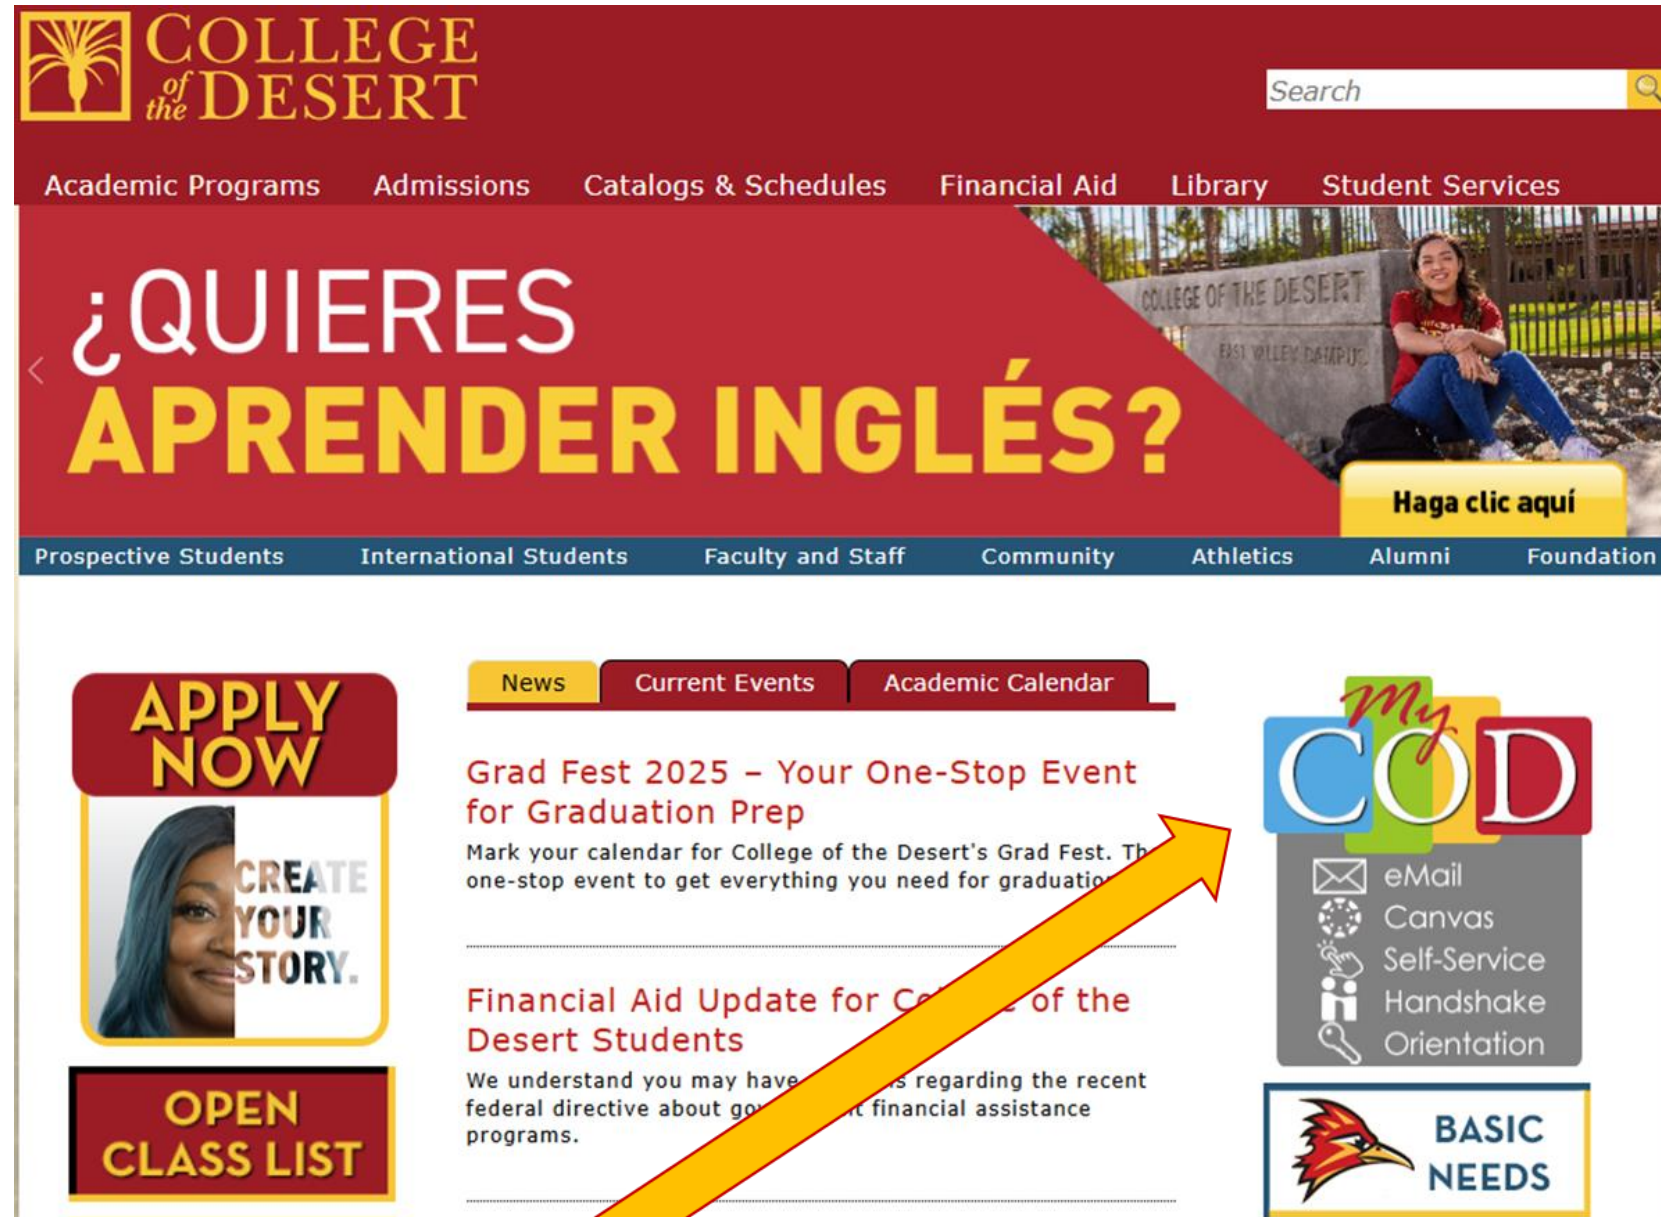 COLLEGE
of the DESERT
Search
Academic Programs Admissions Catalogs & Schedules Financial Aid Library Student Services
¿QUIERES
APRENDER INGLÉS?
COLLEGE OF THE DESERT
EAST VALLEY CAMPUS
Haga clic aquí
Prospective Students International Students Faculty and Staff Community Athletics Alumni Foundation
APPLY
NOW
CREATE
YOUR
STORY.
OPEN
CLASS LIST
News Current Events Academic Calendar
Grad Fest 2025 – Your One-Stop Event
for Graduation Prep
Mark your calendar for College of the Desert's Grad Fest.
one-stop event to get everything you need for
Financial Aid Update for of the
Desert Students
We understand you may have regarding the recent
federal directive about financial assistance
programs.
My
COD
eMail
Canvas
Self-Service
Handshake
Orientation
BASIC
NEEDS